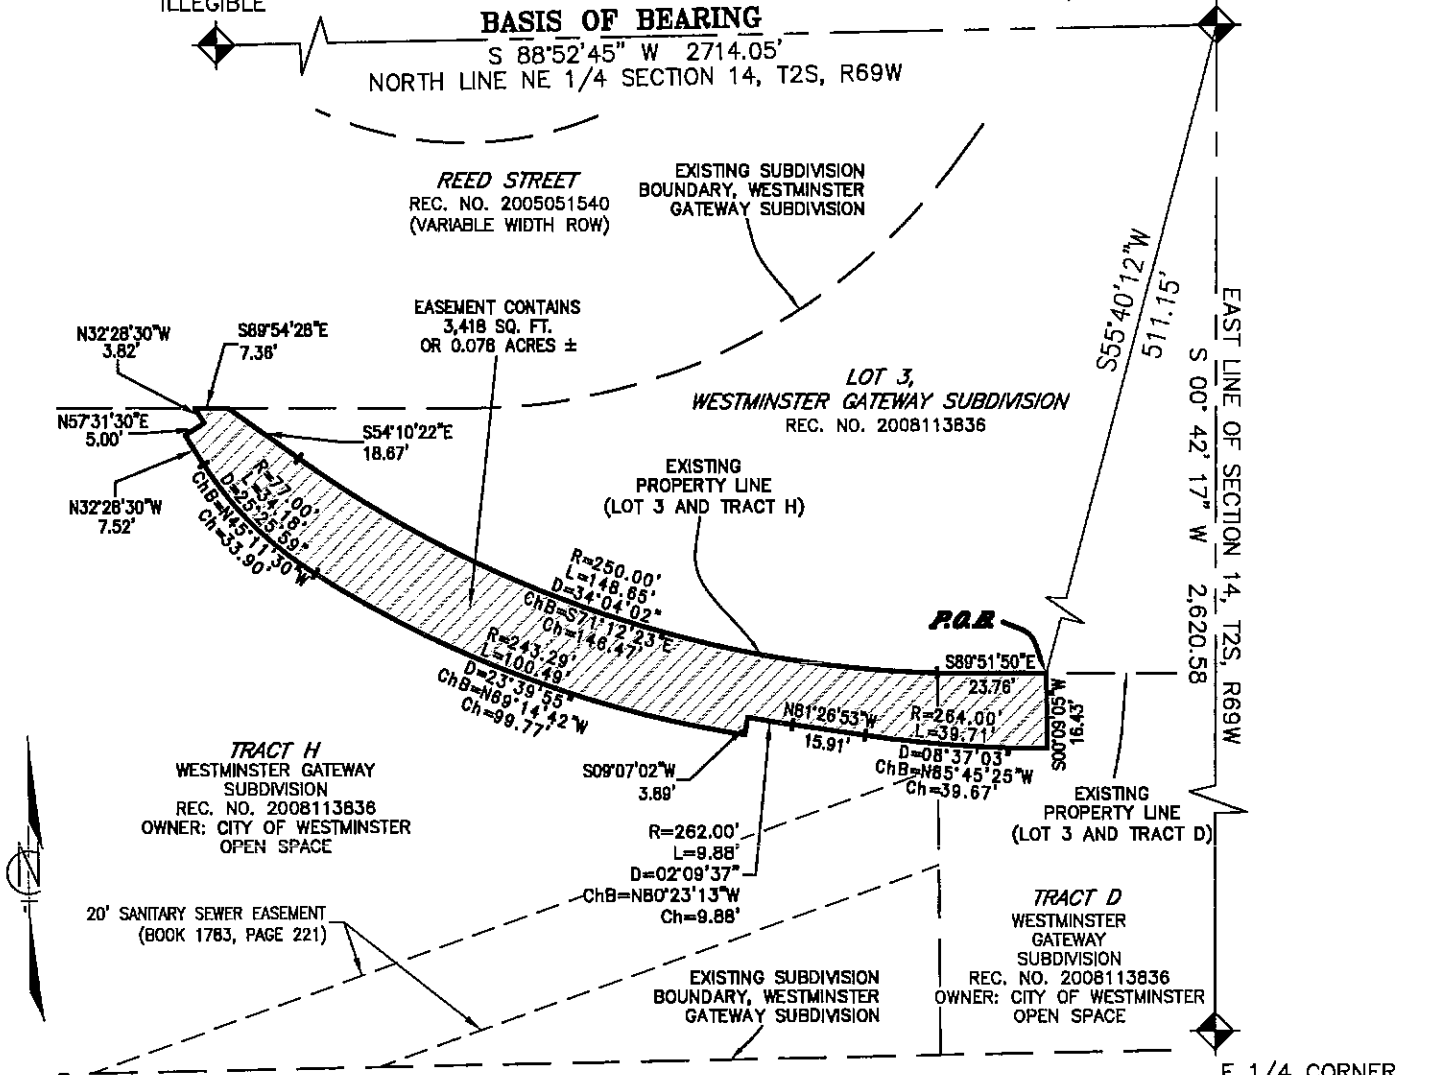 ILLEGIBLE
BASIS OF BEARING
S 88°52'45" W 2714.05'
NORTH LINE NE 1/4 SECTION 14, T2S, R69W
REED STREET
REC. NO. 2005051540
(VARIABLE WIDTH ROW)
EXISTING SUBDIVISION
BOUNDARY, WESTMINSTER
GATEWAY SUBDIVISION
S55°40'12"W
511.15'
EAST LINE OF SECTION 14, T2S, R69W
S 00° 42' 17" W 2,620.58
EASEMENT CONTAINS
3,418 SQ. FT.
OR 0.078 ACRES ±
N32°28'30"W
3.82'
S89°54'28"E
7.36'
N57°31'30"E
5.00'
S54°10'22"E
18.67'
N32°28'30"W
7.52'
LOT 3,
WESTMINSTER GATEWAY SUBDIVISION
REC. NO. 2008113836
EXISTING
PROPERTY LINE
(LOT 3 AND TRACT H)
R=77.00'
L=34.18'
D=25°25'59"
ChB=N45°11'30"W
Ch=33.90'
R=250.00'
L=148.65'
D=34°04'02"
ChB=S71°12'23"E
Ch=146.47'
R=243.29'
L=100.49'
D=23°39'55"
ChB=N69°14'42"W
Ch=99.77'
P.O.B.
S89°51'50"E
23.76'
S00°09'05"W
16.43'
N81°26'53"W
15.91'
R=264.00'
L=39.71'
D=08°37'03"
ChB=N85°45'25"W
Ch=39.67'
S09°07'02"W
3.89'
R=262.00'
L=9.88'
D=02°09'37"
ChB=N80°23'13"W
Ch=9.88'
EXISTING
PROPERTY LINE
(LOT 3 AND TRACT D)
TRACT H
WESTMINSTER GATEWAY
SUBDIVISION
REC. NO. 2008113836
OWNER: CITY OF WESTMINSTER
OPEN SPACE
N
20' SANITARY SEWER EASEMENT
(BOOK 1783, PAGE 221)
TRACT D
WESTMINSTER
GATEWAY
SUBDIVISION
REC. NO. 2008113836
OWNER: CITY OF WESTMINSTER
OPEN SPACE
EXISTING SUBDIVISION
BOUNDARY, WESTMINSTER
GATEWAY SUBDIVISION
E 1/4 CORNER